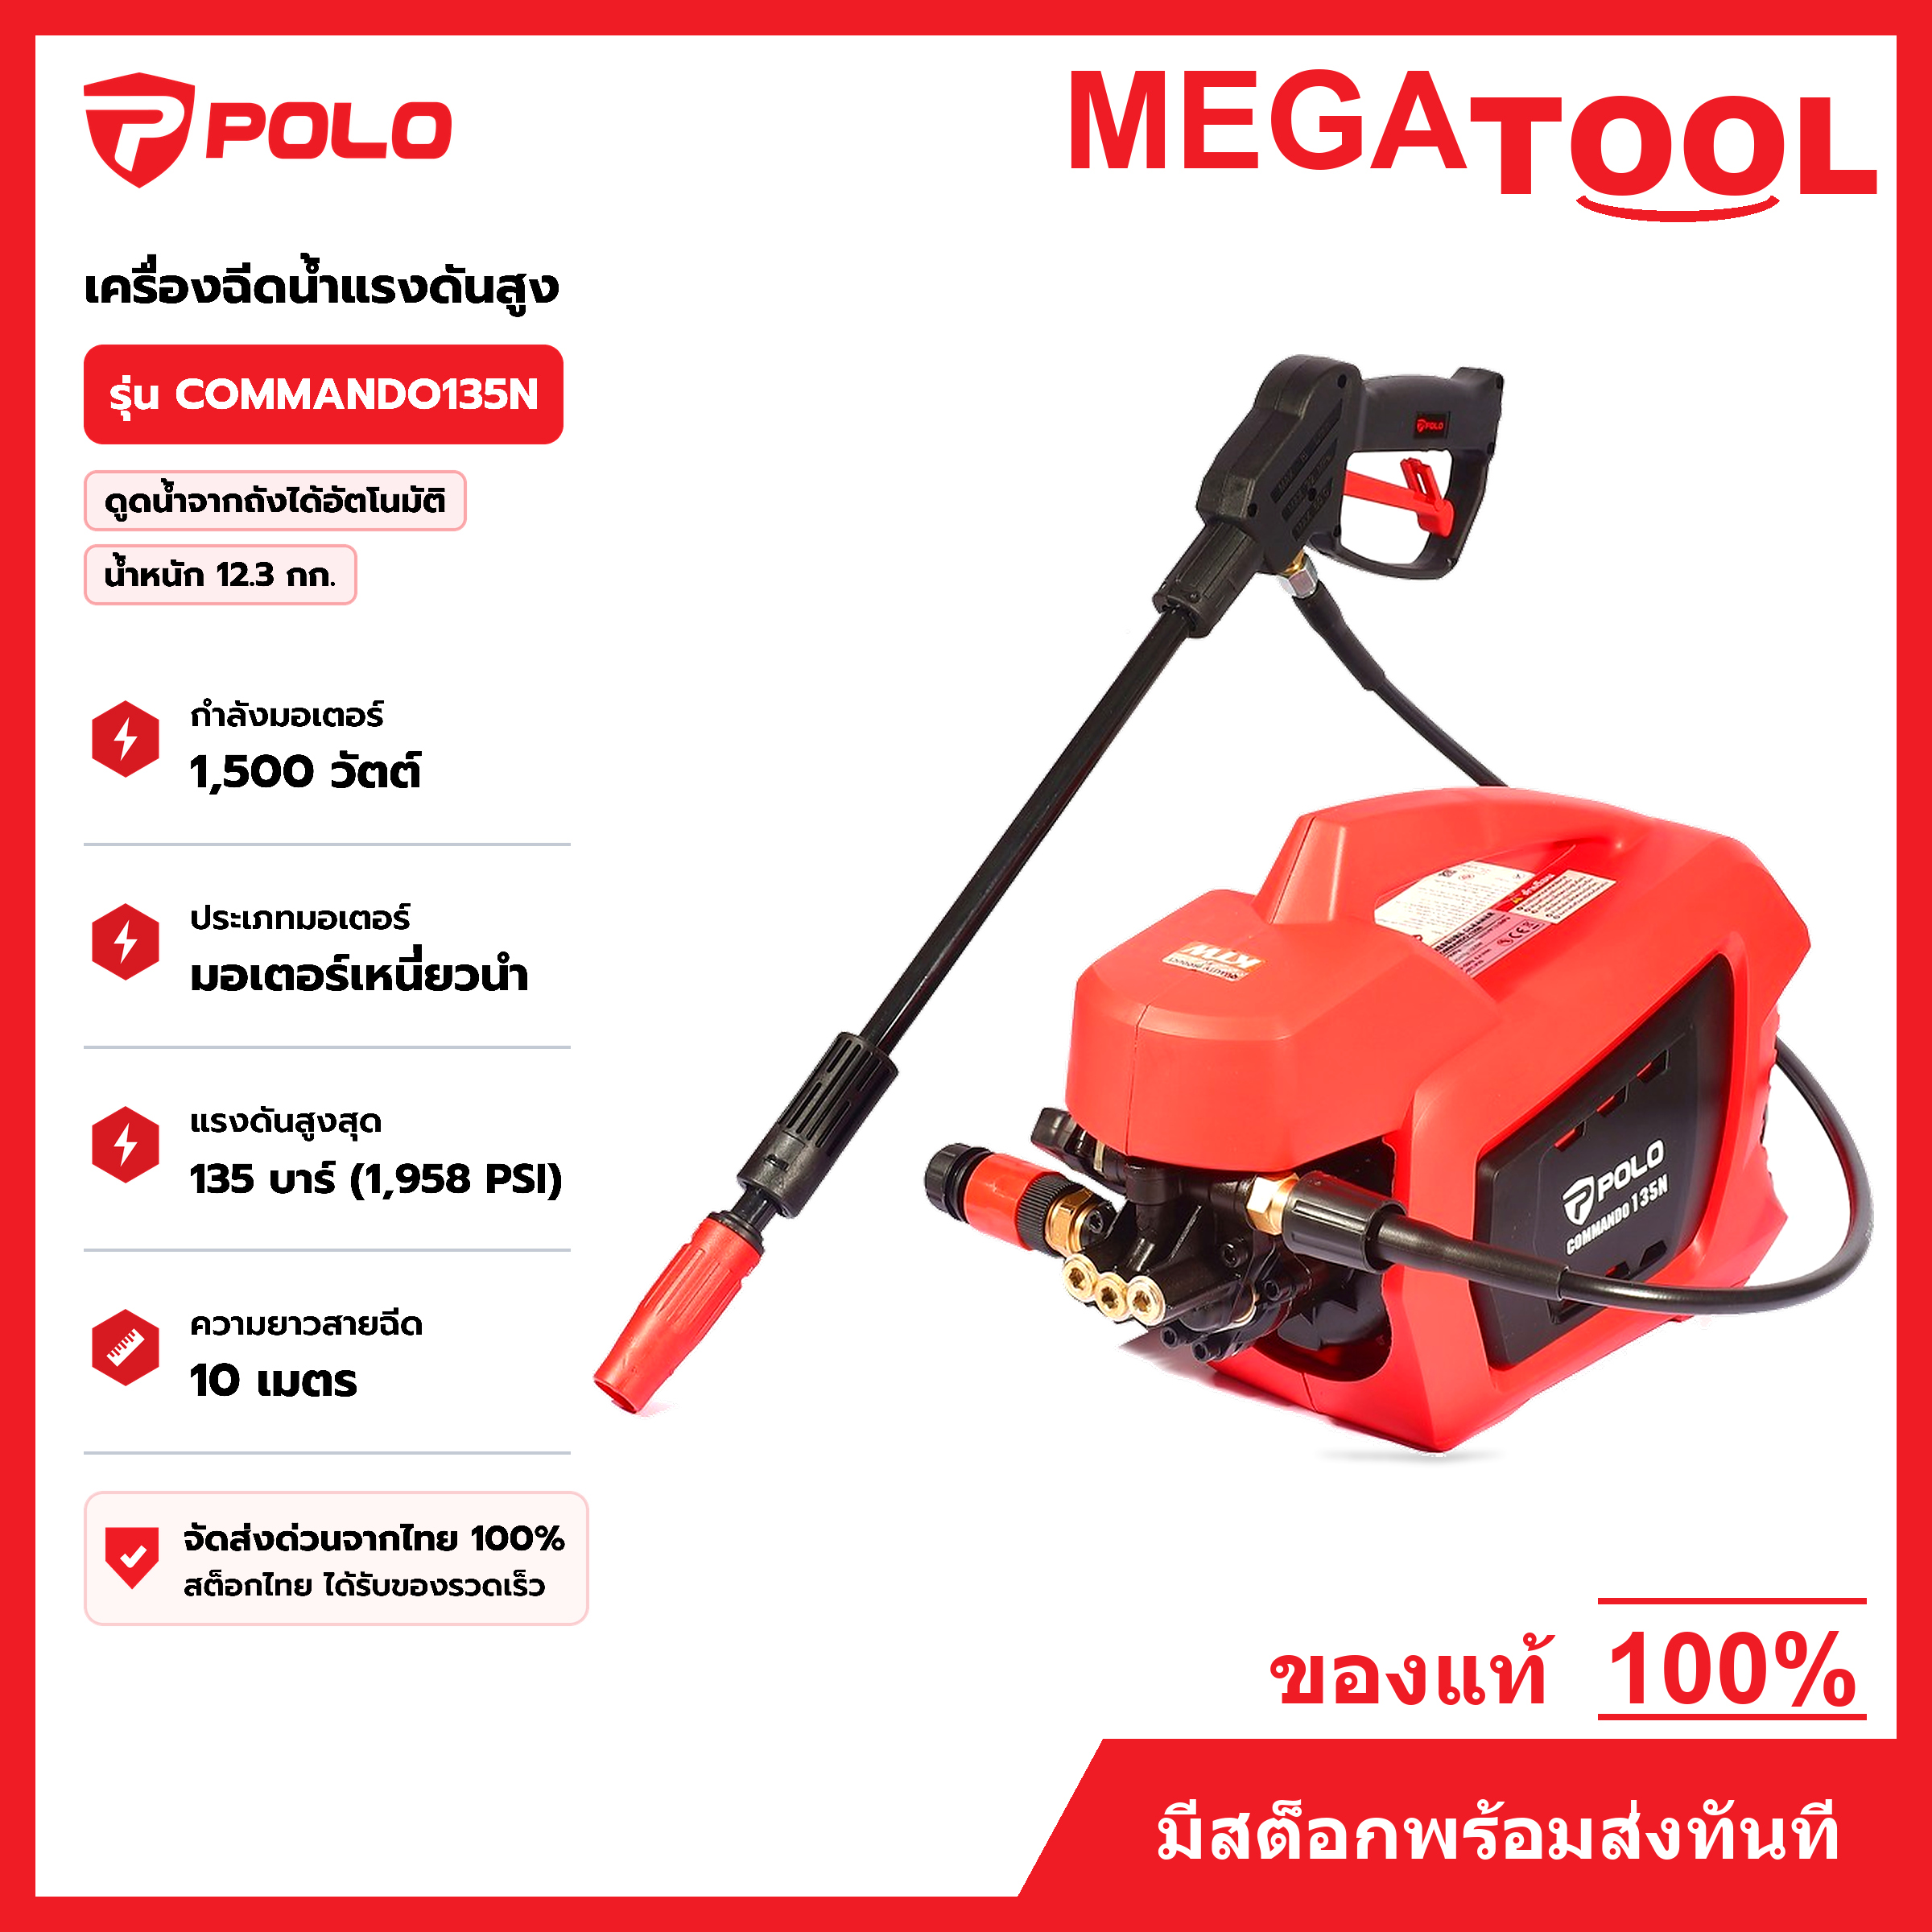 POLO
MEGATOOL
เครื่องฉีดน้ำแรงดันสูง
รุ่น COMMANDO135N
ดูดน้ำจากถังได้อัตโนมัติ
น้ำหนัก 12.3 กก.
กำลังมอเตอร์
1,500 วัตต์
ประเภทมอเตอร์
มอเตอร์เหนี่ยวนำ
แรงดันสูงสุด
135 บาร์ (1,958 PSI)
ความยาวสายฉีด
10 เมตร
จัดส่งด่วนจากไทย 100%
สต็อกไทย ได้รับของรวดเร็ว
POLO
KTW
POLO
COMMANDO135N
ของแท้ 100%
มีสต็อกพร้อมส่งทันที